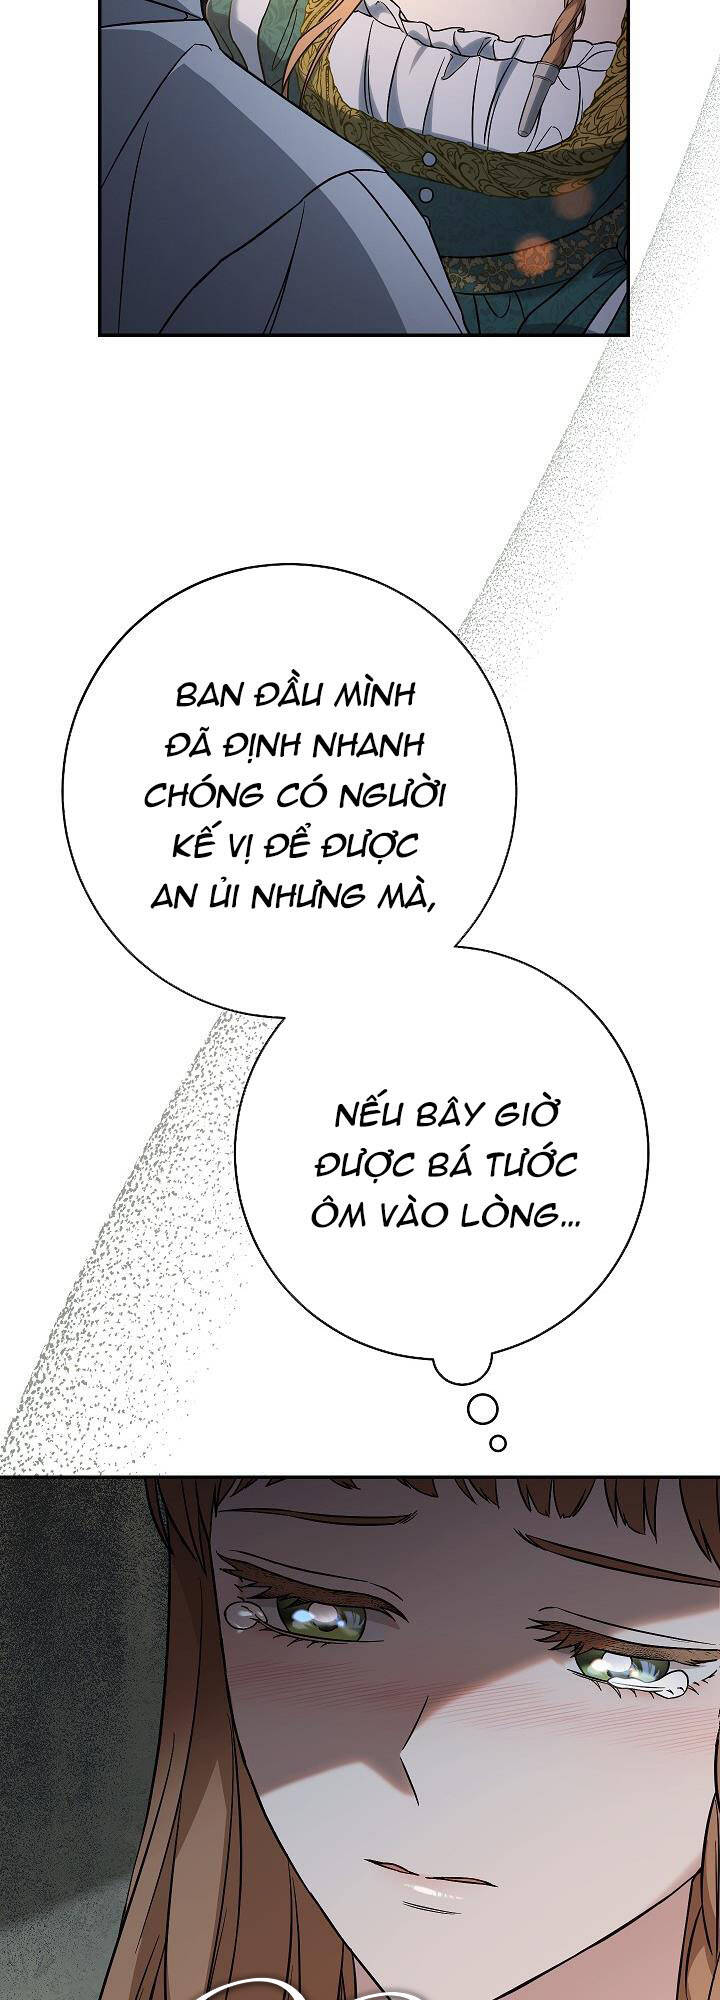 BAN ĐẦU MÌNH
ĐÃ ĐỊNH NHANH
CHÓNG CÓ NGƯỜI
KẾ VỊ ĐỂ ĐƯỢC
AN ỦI NHƯNG MÀ,
NẾU BÂY GIỜ
ĐƯỢC BÁ TƯỚC
ÔM VÀO LÒNG...